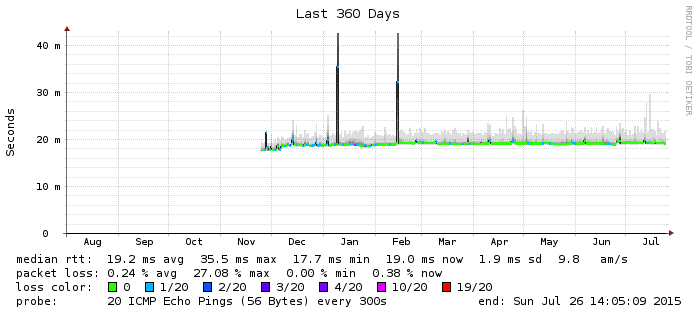 Last 360 Days
RRDTOOL / TOBI OETIKER
Seconds
40 m
30 m
20 m
10 m
0
Aug Sep Oct Nov Dec Jan Feb Mar Apr May Jun Jul
median rtt: 19.2 ms avg 35.5 ms max 17.7 ms min 19.0 ms now 1.9 ms sd 9.8 am/s
packet loss: 0.24 % avg 27.08 % max 0.00 % min 0.38 % now
loss color: 0 1/20 2/20 3/20 4/20 10/20 19/20
probe: 20 ICMP Echo Pings (56 Bytes) every 300s end: Sun Jul 26 14:05:09 2015